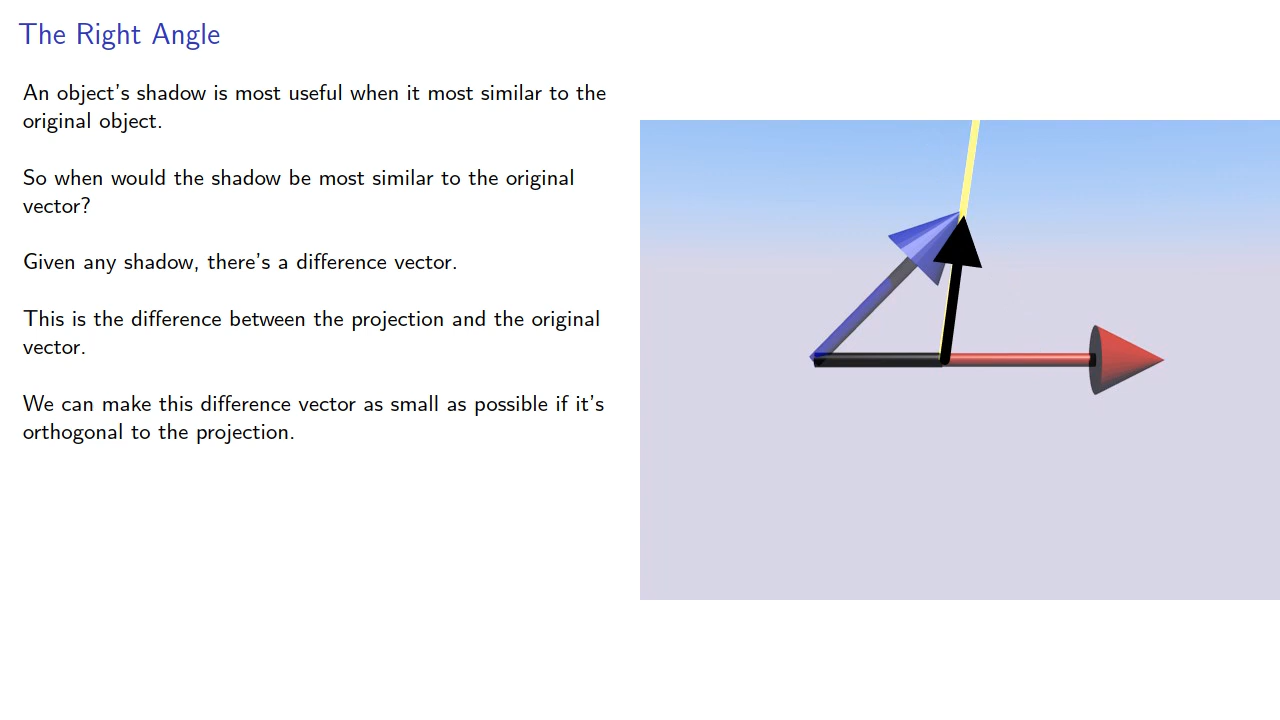 The Right Angle
An object's shadow is most useful when it most similar to the
original object.
So when would the shadow be most similar to the original
vector?
Given any shadow, there's a difference vector.
This is the difference between the projection and the original
vector.
We can make this difference vector as small as possible if it's
orthogonal to the projection.